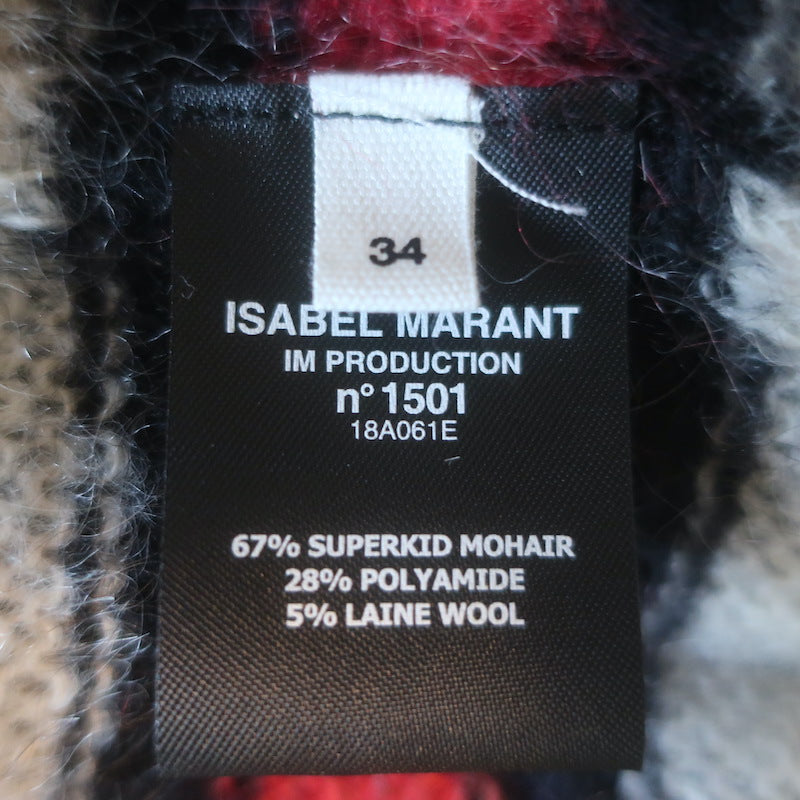 34
ISABEL MARANT
IM PRODUCTION
n° 1501
18A061E
67% SUPERKID MOHAIR
28% POLYAMIDE
5% LAINE WOOL